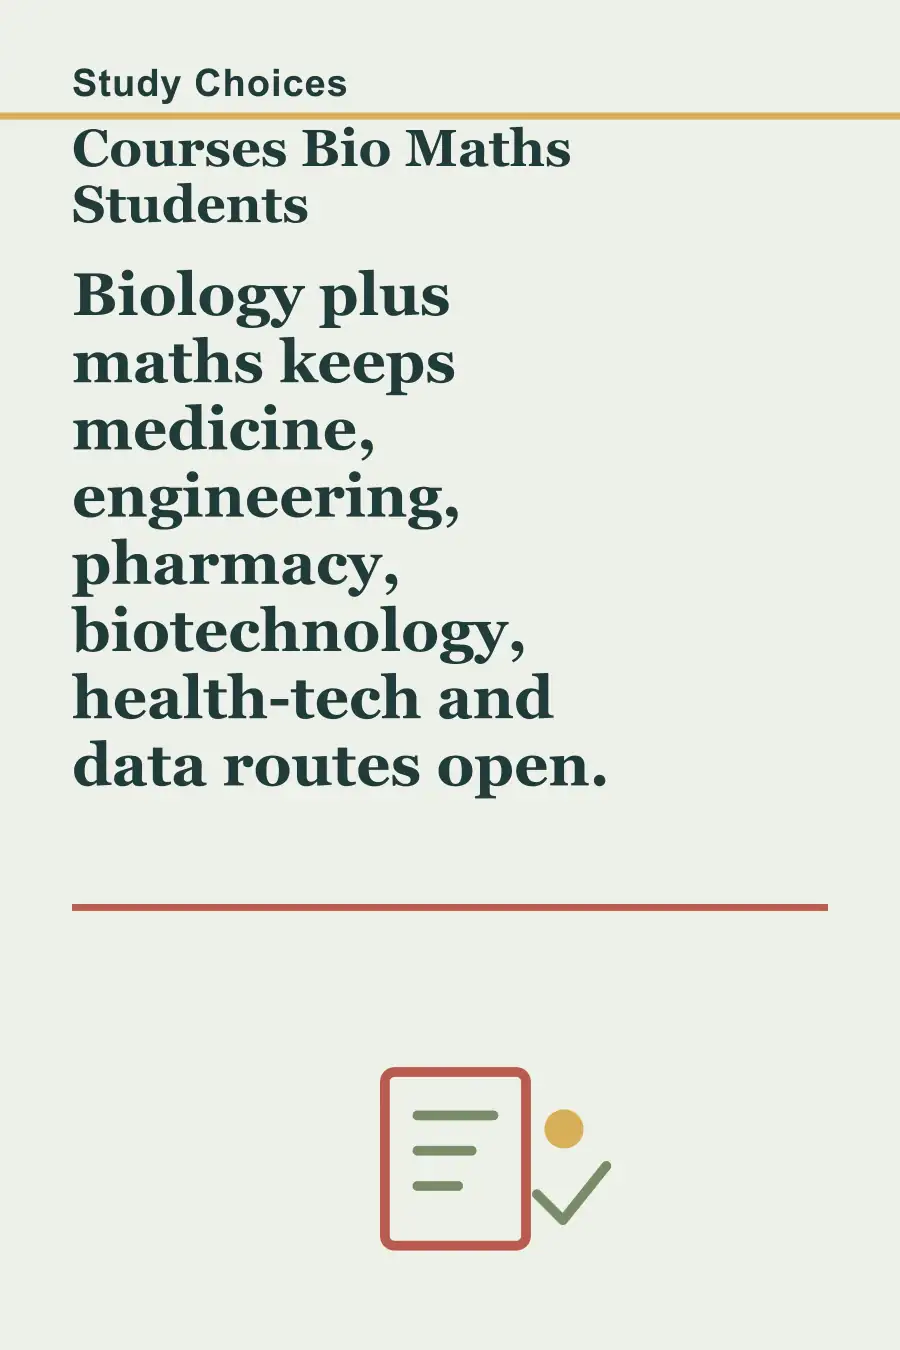 Study Choices
Courses Bio Maths
Students
Biology plus
maths keeps
medicine,
engineering,
pharmacy,
biotechnology,
health-tech and
data routes open.